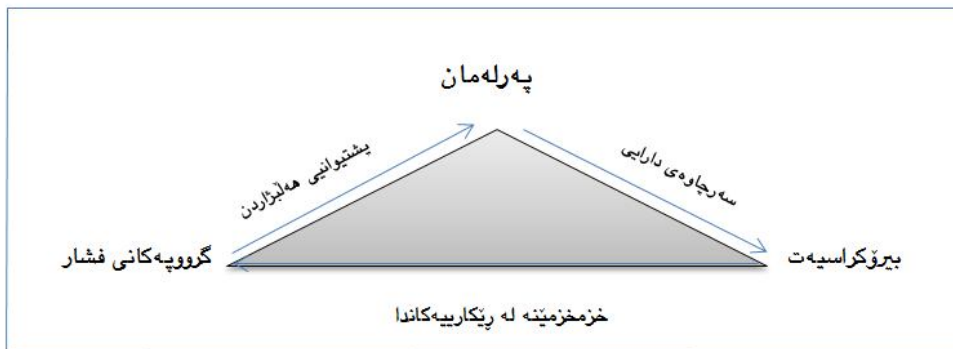 پەرلەمان
پشتیوانیی هەڵبژاردن
سەرچاوەی دارایی
گرووپەکانی فشار
بیرۆکراسیەت
خزمخزمێنە لە ڕێکارییەکاندا